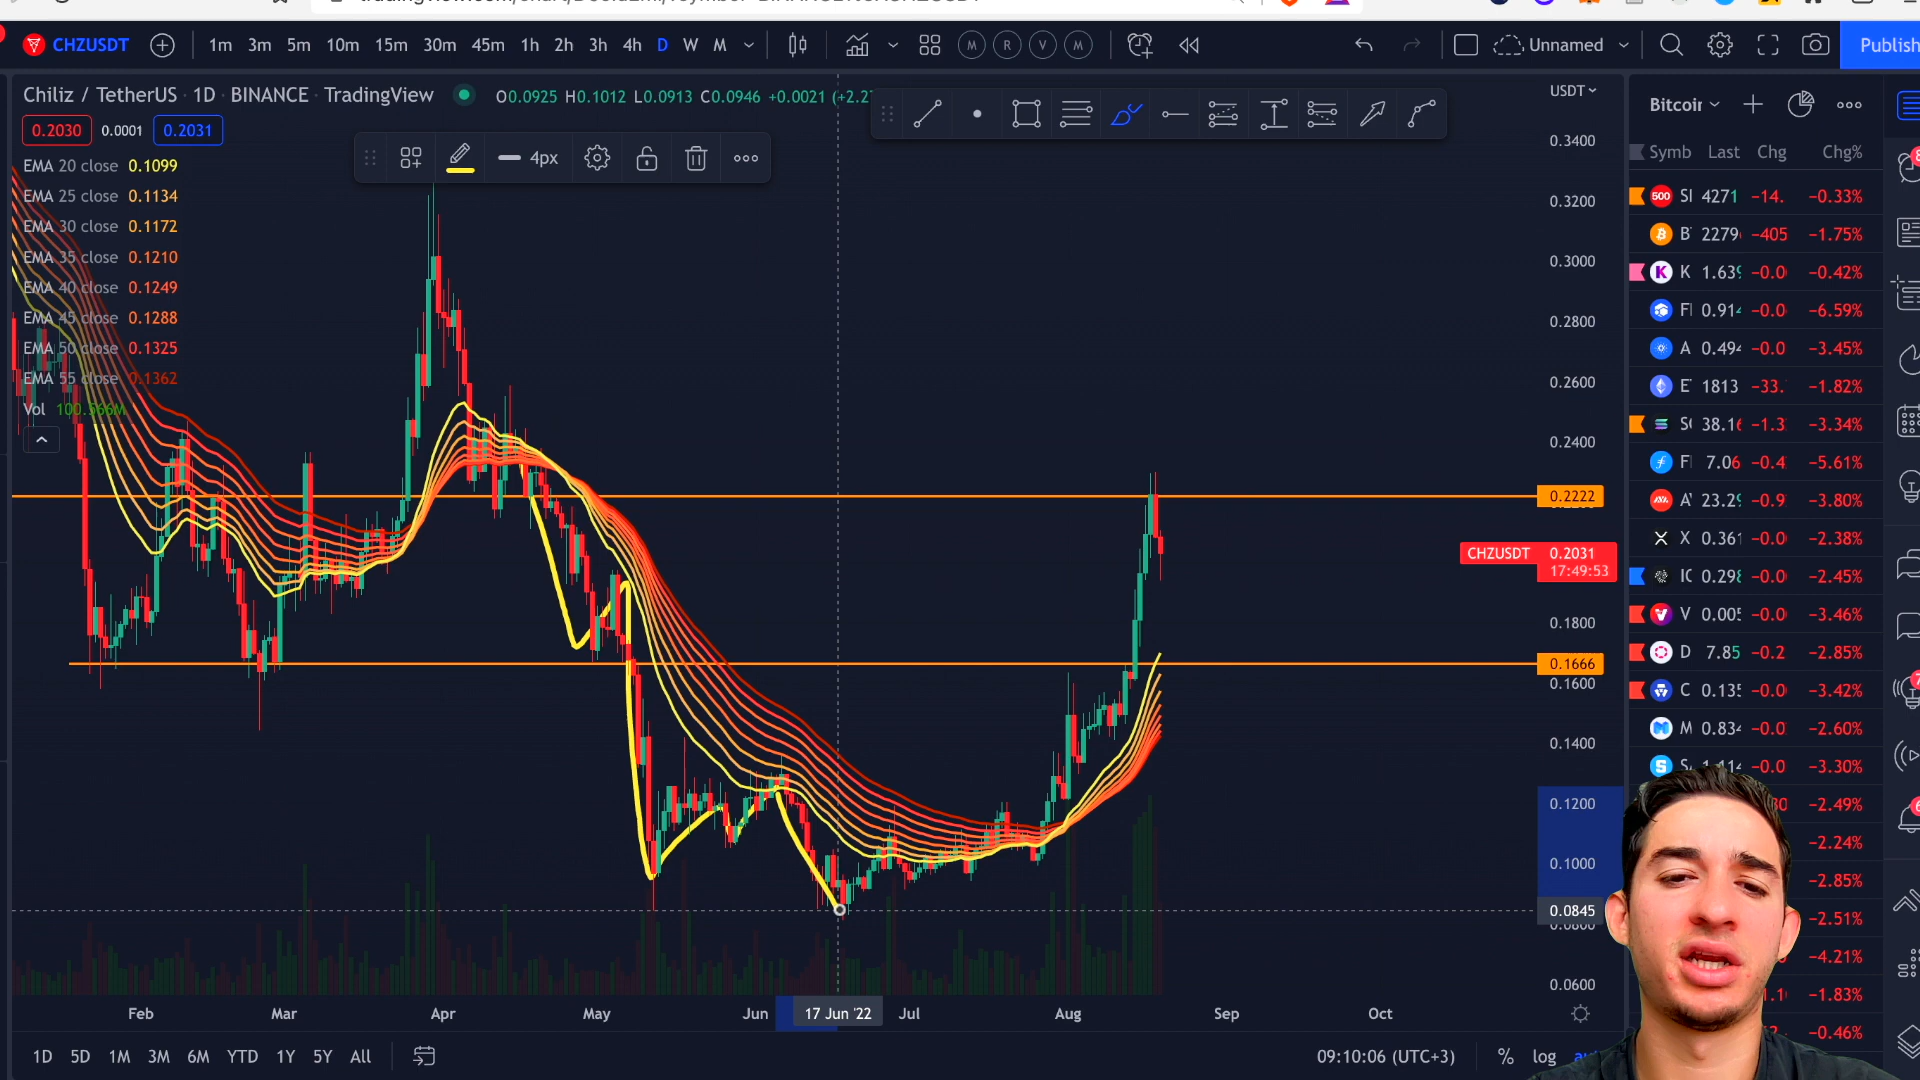 CHZUSDT 1m 3m 5m 10m 15m 30m 45m 1h 2h 3h 4h D W M M R V M Unnamed Publish
Chiliz / TetherUS · 1D · BINANCE · TradingView O0.0925 H0.1012 L0.0913 C0.0946 +0.0021
USDT
Bitcoin
0.2030 0.0001 0.2031
4px
Symb Last Chg Chg%
EMA 20 close 0.1099
EMA 25 close 0.1134
EMA 30 close 0.1172
EMA 35 close 0.1210
EMA 40 close 0.1249
EMA 45 close 0.1288
EMA 50 close 0.1325
EMA 55 close 0.1362
Vol 100.566M
0.3400
0.3200
0.3000
0.2800
0.2600
0.2400
0.2222
CHZUSDT 0.2031
17:49:53
0.1800
0.1666
0.1600
0.1400
0.1200
0.1000
0.0845
0.0800
0.0600
500 4271 −14. −0.33%
B 2279 −405 −1.75%
K 1.639 −0.0 −0.42%
0.914 −0.0 −6.59%
A 0.494 −0.0 −3.45%
1813 −33. −1.82%
38.16 −1.3 −3.34%
7.06 −0.4 −5.61%
23.29 −0.9 −3.80%
X 0.361 −0.0 −2.38%
0.298 −0.0 −2.45%
V 0.005 −0.0 −3.46%
D 7.85 −0.2 −2.85%
C 0.135 −0.0 −3.42%
M 0.834 −0.0 −2.60%
−3.30%
−2.49%
−2.24%
−2.85%
−2.51%
−4.21%
−1.83%
−0.46%
Feb Mar Apr May Jun 17 Jun '22 Jul Aug Sep Oct
1D 5D 1M 3M 6M YTD 1Y 5Y All 09:10:06 (UTC+3) % log